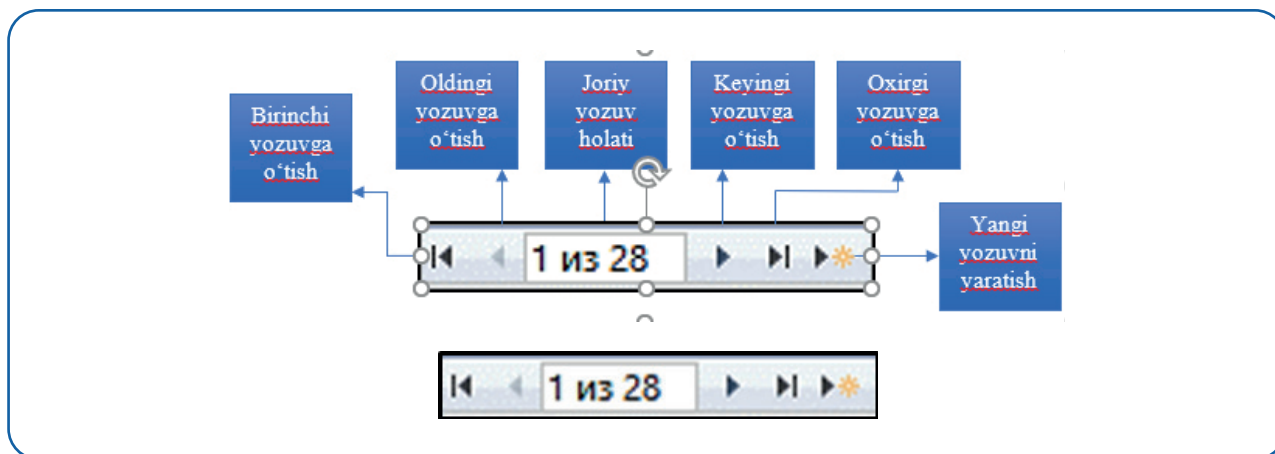 Birinchi
yozuvga
o‘tish
Oldingi
yozuvga
o‘tish
Joriy
yozuv
holati
Keyingi
yozuvga
o‘tish
Oxirgi
yozuvga
o‘tish
Yangi
yozuvni
yaratish
1 из 28
1 из 28